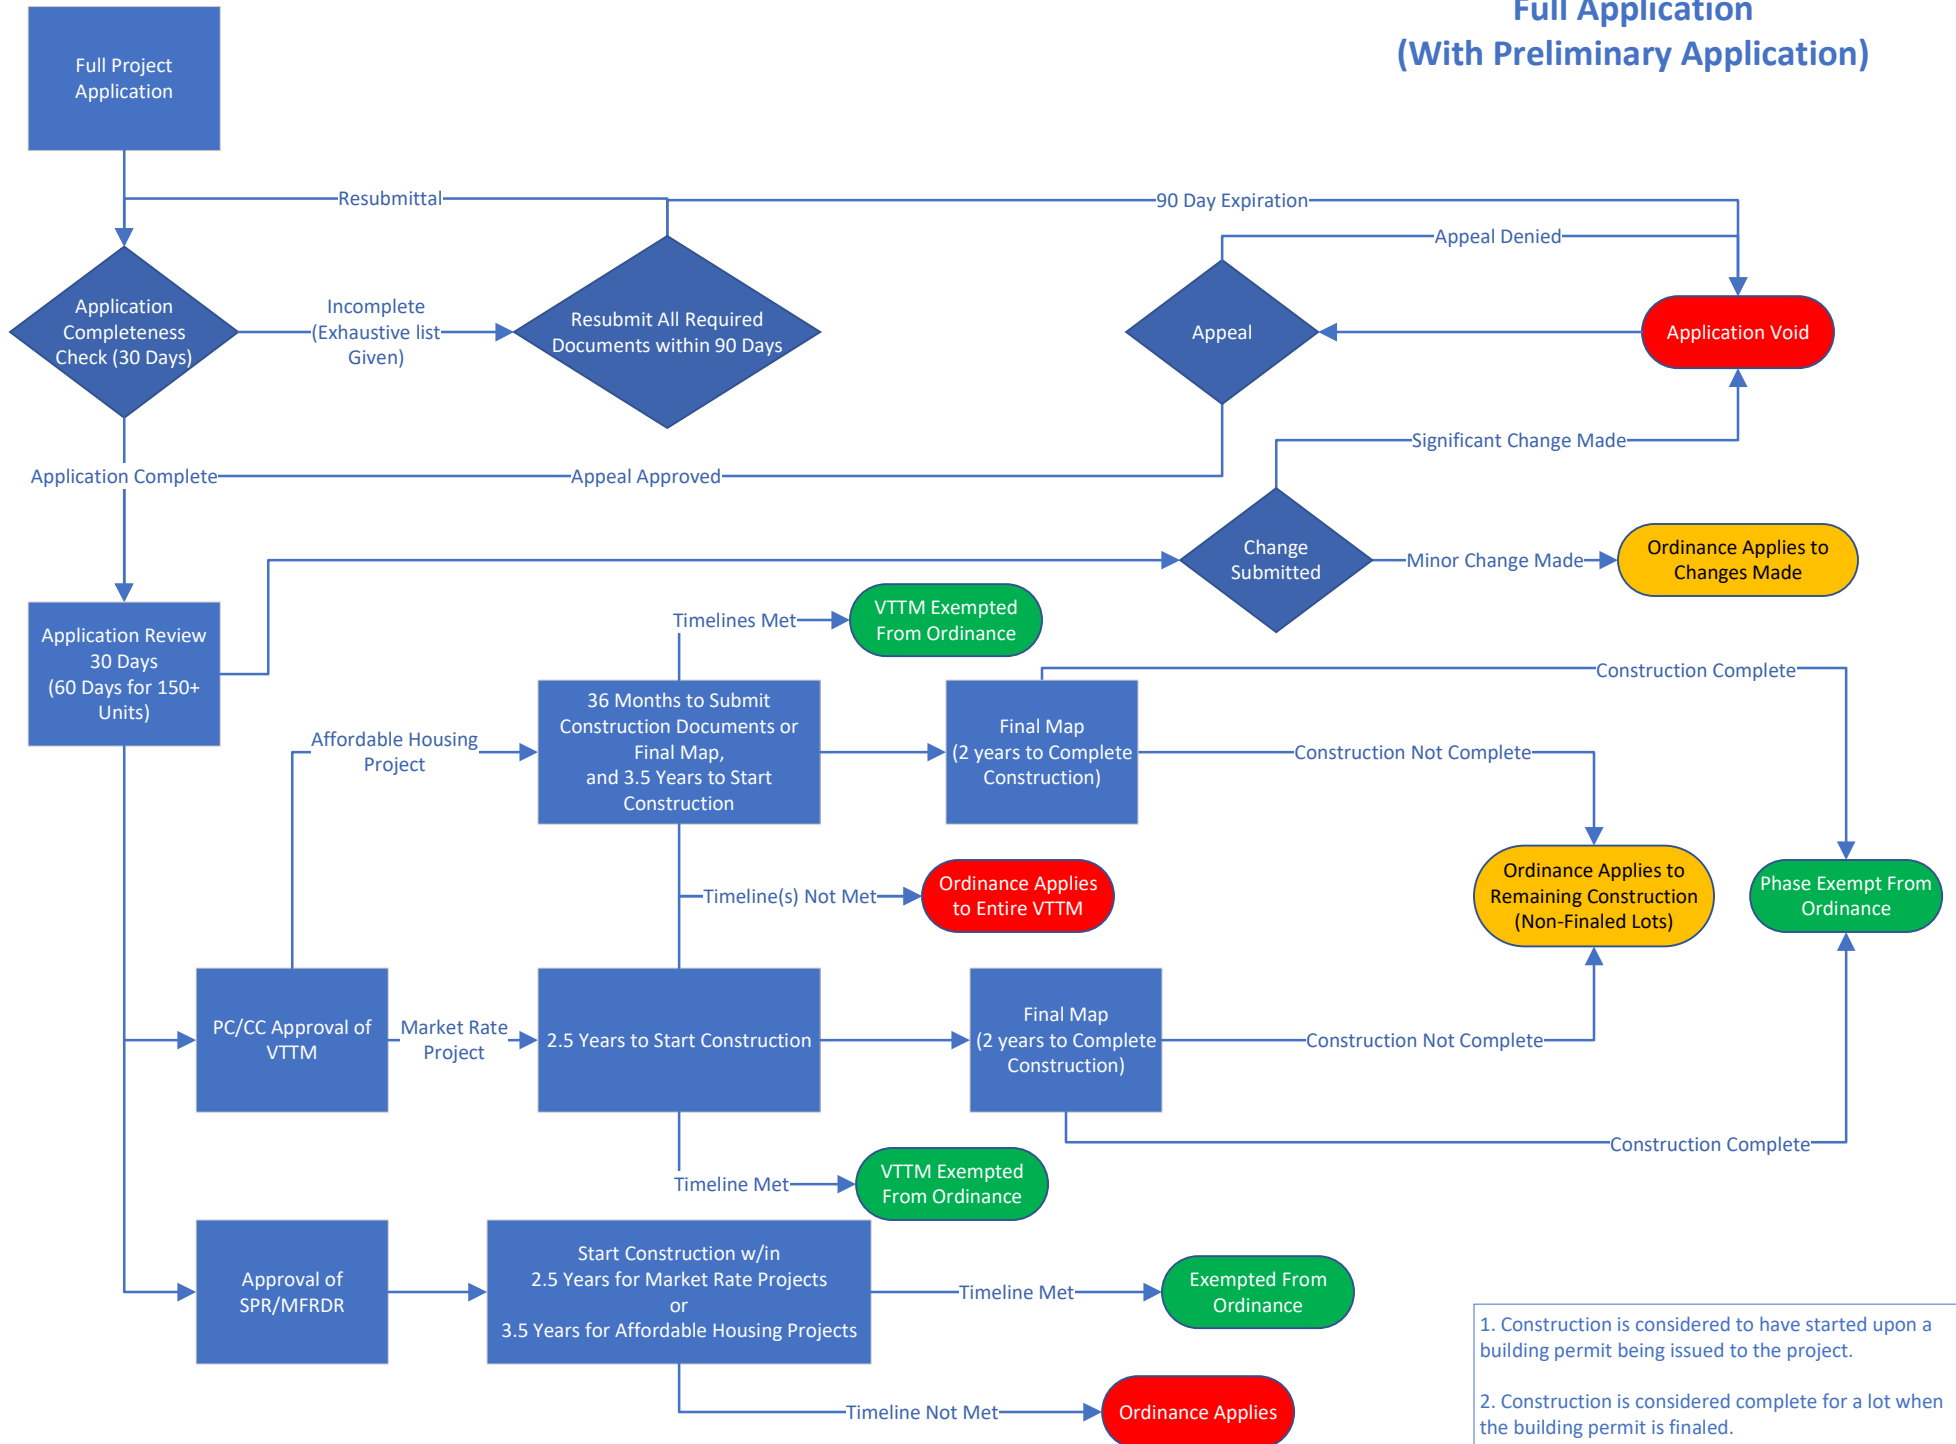 Full Application
(With Preliminary Application)
Full Project
Application
Resubmittal
90 Day Expiration
Appeal Denied
Application
Completeness
Check (30 Days)
Incomplete
(Exhaustive list
Given)
Resubmit All Required
Documents within 90 Days
Appeal
Application Void
Significant Change Made
Application Complete
Appeal Approved
Change
Submitted
Minor Change Made
Ordinance Applies to
Changes Made
Application Review
30 Days
(60 Days for 150+
Units)
Timelines Met
VTTM Exempted
From Ordinance
Construction Complete
Affordable Housing
Project
36 Months to Submit
Construction Documents or
Final Map,
and 3.5 Years to Start
Construction
Final Map
(2 years to Complete
Construction)
Construction Not Complete
Timeline(s) Not Met
Ordinance Applies
to Entire VTTM
Ordinance Applies to
Remaining Construction
(Non-Finaled Lots)
Phase Exempt From
Ordinance
PC/CC Approval of
VTTM
Market Rate
Project
2.5 Years to Start Construction
Final Map
(2 years to Complete
Construction)
Construction Not Complete
Construction Complete
Timeline Met
VTTM Exempted
From Ordinance
Approval of
SPR/MFRDR
Start Construction w/in
2.5 Years for Market Rate Projects
or
3.5 Years for Affordable Housing Projects
Timeline Met
Exempted From
Ordinance
Timeline Not Met
Ordinance Applies
1. Construction is considered to have started upon a
building permit being issued to the project.
2. Construction is considered complete for a lot when
the building permit is finaled.